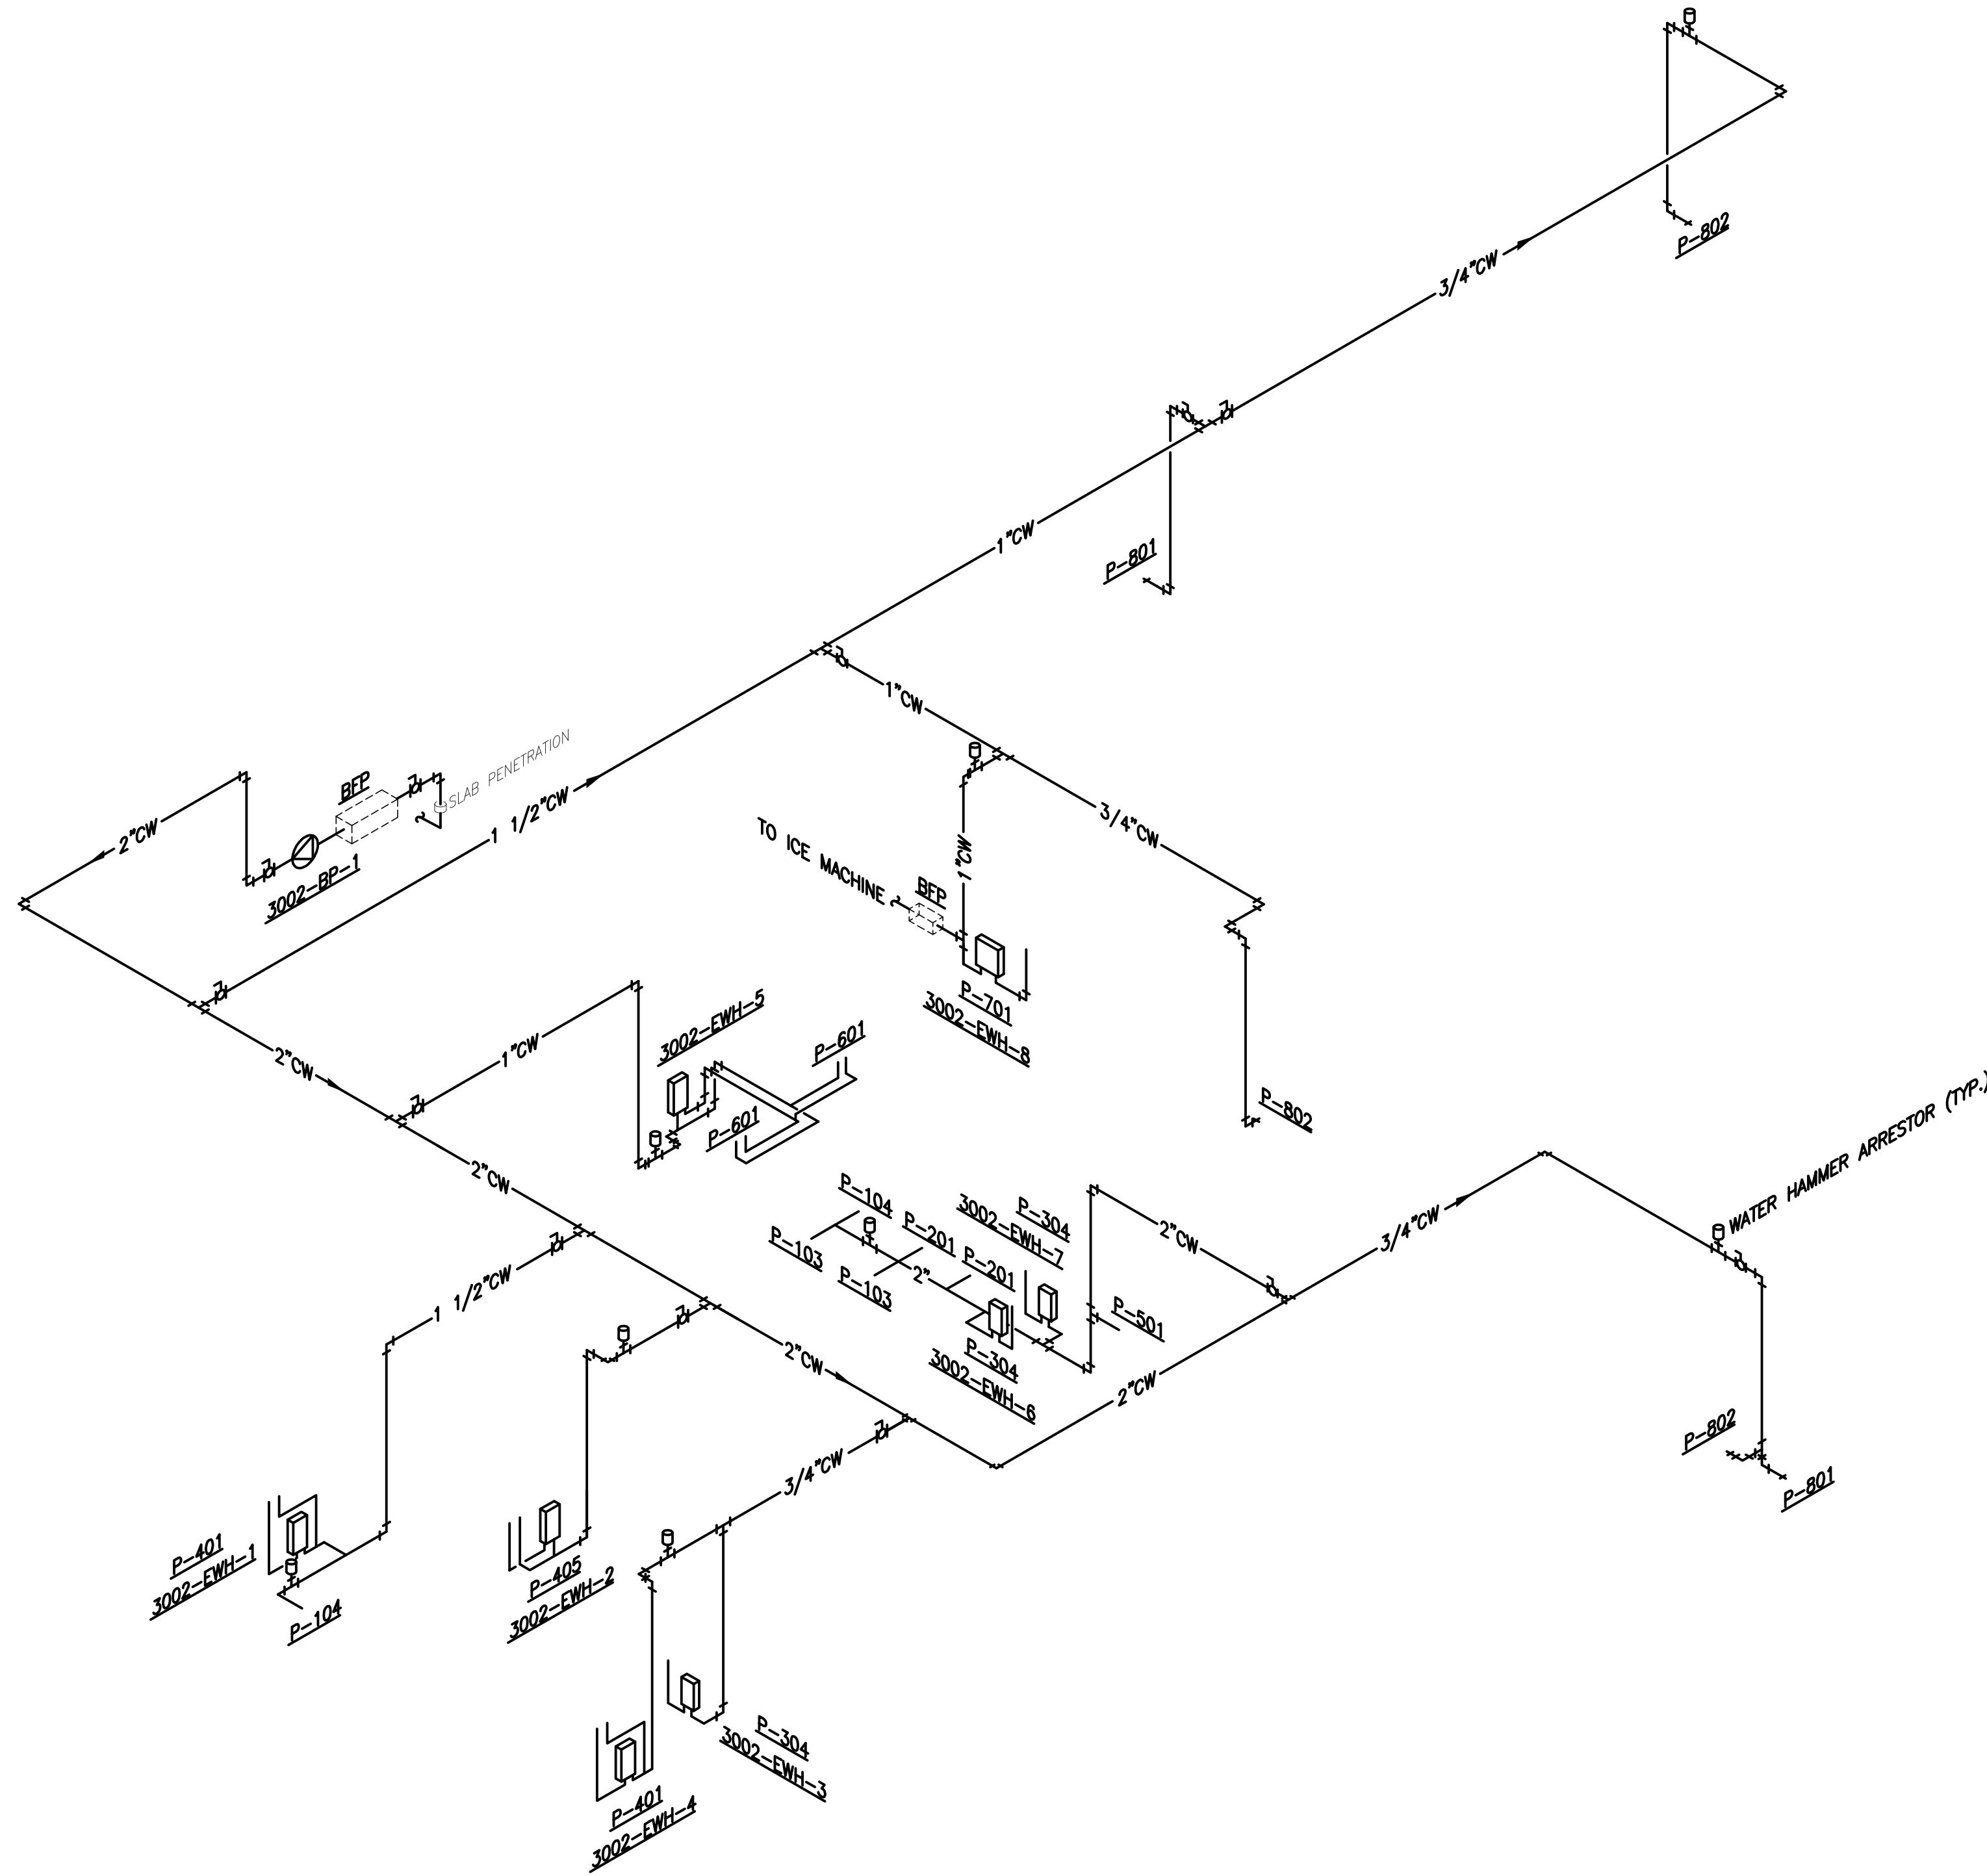 P-802
3/4"CW
1"CW
P-801
1"CW
SLAB PENETRATION
BFP
2"CW
1 1/2"CW
3/4"CW
TO ICE MACHINE
1"CW
BFP
3002-BP-1
P-701
3002-EWH-8
3002-EWH-5
P-601
1"CW
2"CW
P-601
P-802
WATER HAMMER ARRESTOR (TYP.)
2"CW
P-104
P-103
P-201
3002-EWH-7
P-304
2"CW
3/4"CW
P-201
P-103
2"
P-501
1 1/2"CW
P-304
3002-EWH-6
2"CW
2"CW
3/4"CW
P-802
P-801
P-401
3002-EWH-1
P-104
P-405
3002-EWH-2
P-304
3002-EWH-3
P-401
3002-EWH-4